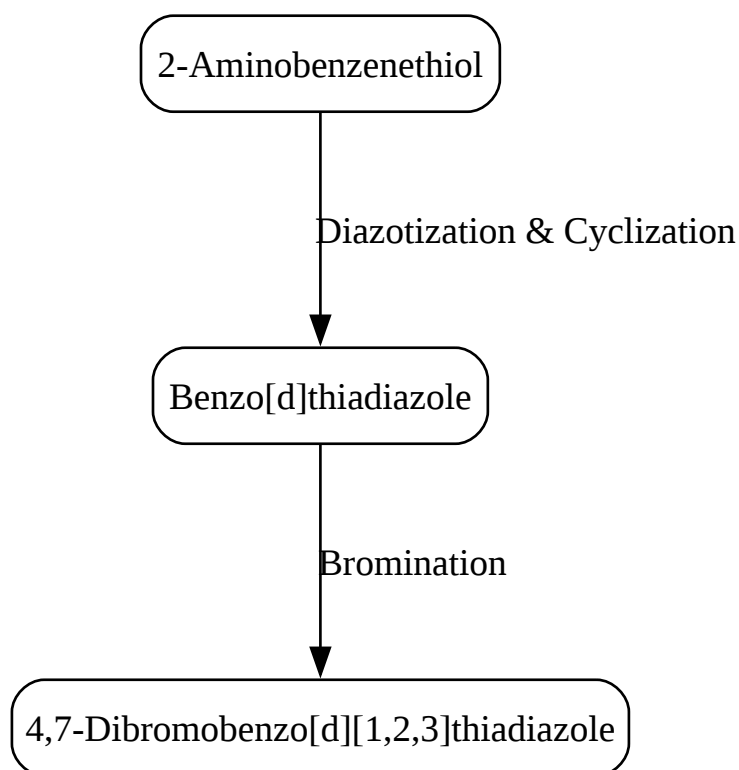 2-Aminobenzenethiol
Diazotization & Cyclization
Benzo[d]thiadiazole
Bromination
4,7-Dibromobenzo[d][1,2,3]thiadiazole